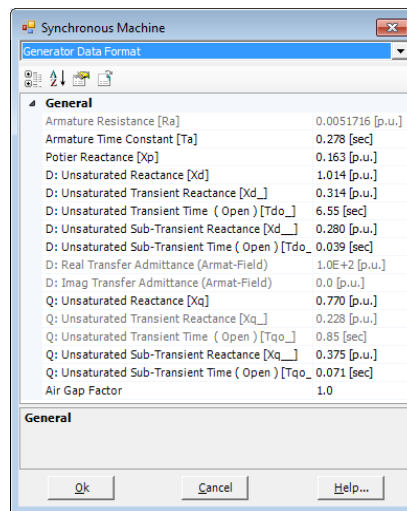 Synchronous Machine
Generator Data Format
General
Armature Resistance [Ra] 0.0051716 [p.u.]
Armature Time Constant [Ta] 0.278 [sec]
Potier Reactance [Xp] 0.163 [p.u.]
D: Unsaturated Reactance [Xd] 1.014 [p.u.]
D: Unsaturated Transient Reactance [Xd_] 0.314 [p.u.]
D: Unsaturated Transient Time ( Open ) [Tdo_] 6.55 [sec]
D: Unsaturated Sub-Transient Reactance [Xd__] 0.280 [p.u.]
D: Unsaturated Sub-Transient Time ( Open ) [Tdo_ 0.039 [sec]
D: Real Transfer Admittance (Armat-Field) 1.0E+2 [p.u.]
D: Imag Transfer Admittance (Armat-Field) 0.0 [p.u.]
Q: Unsaturated Reactance [Xq] 0.770 [p.u.]
Q: Unsaturated Transient Reactance [Xq_] 0.228 [p.u.]
Q: Unsaturated Transient Time ( Open ) [Tqo_] 0.85 [sec]
Q: Unsaturated Sub-Transient Reactance [Xq__] 0.375 [p.u.]
Q: Unsaturated Sub-Transient Time ( Open ) [Tqo_ 0.071 [sec]
Air Gap Factor 1.0
General
Ok Cancel Help...